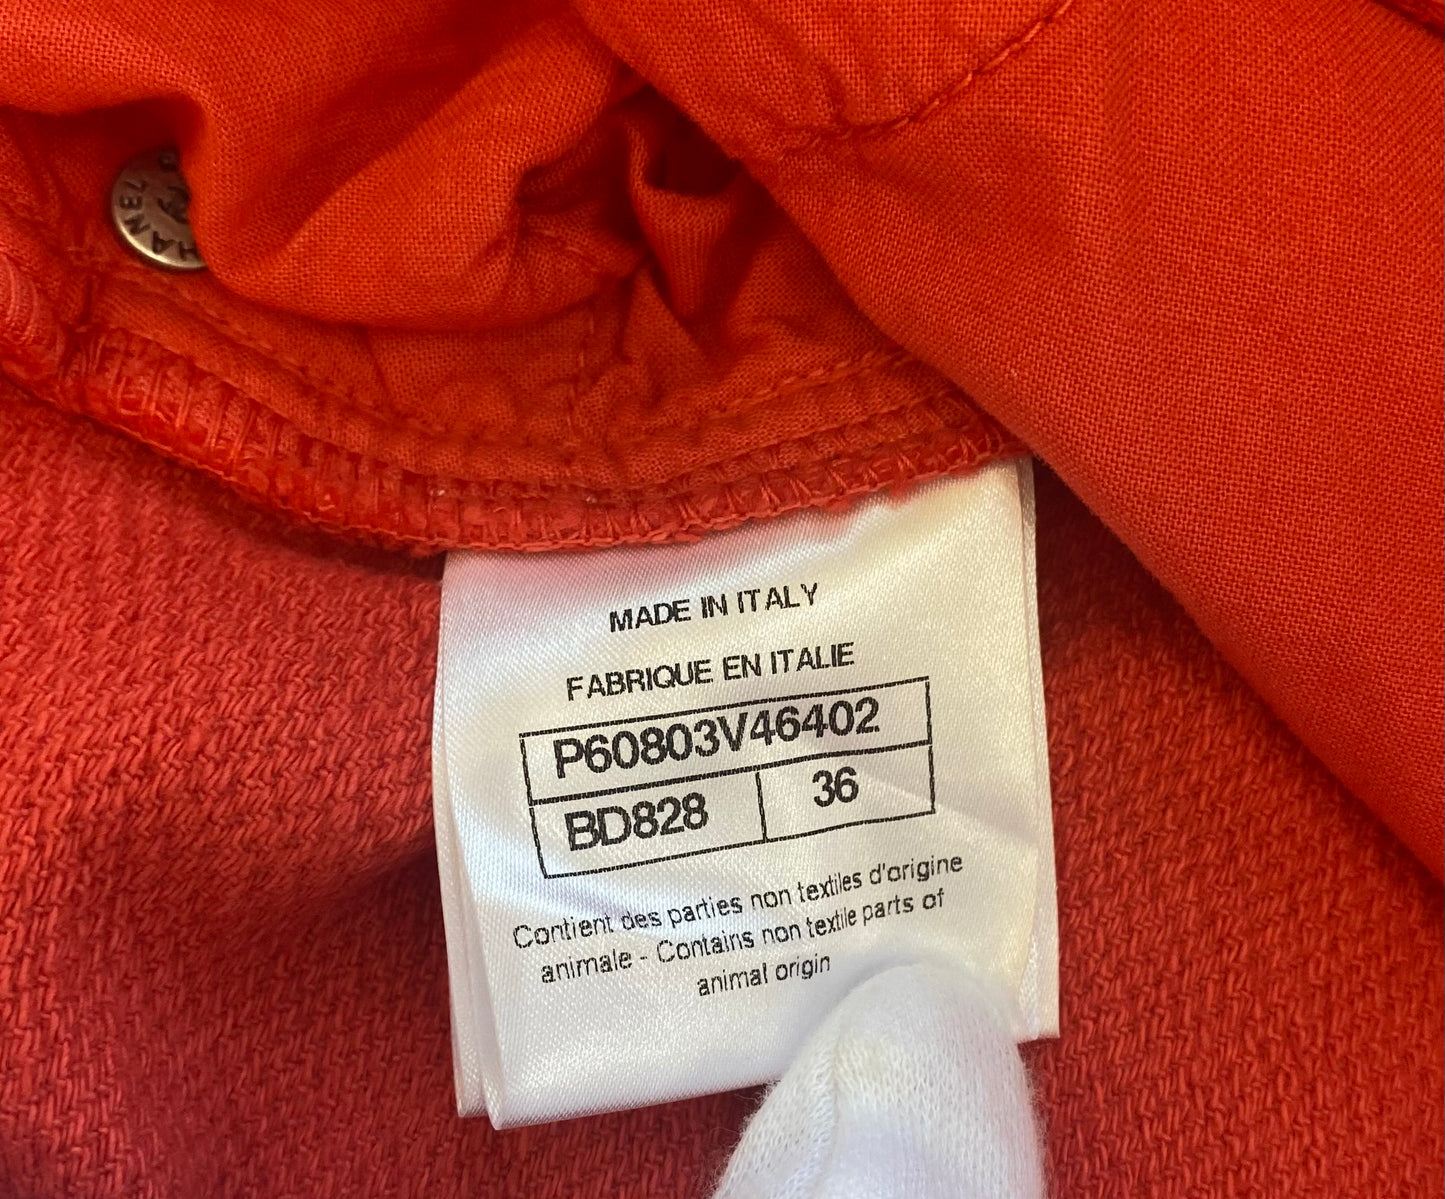 HANEL
MADE IN ITALY
FABRIQUE EN ITALIE
P60803V46402
BD828 36
Contient des parties non textiles d'origine
animale - Contains non textile parts of
animal origin